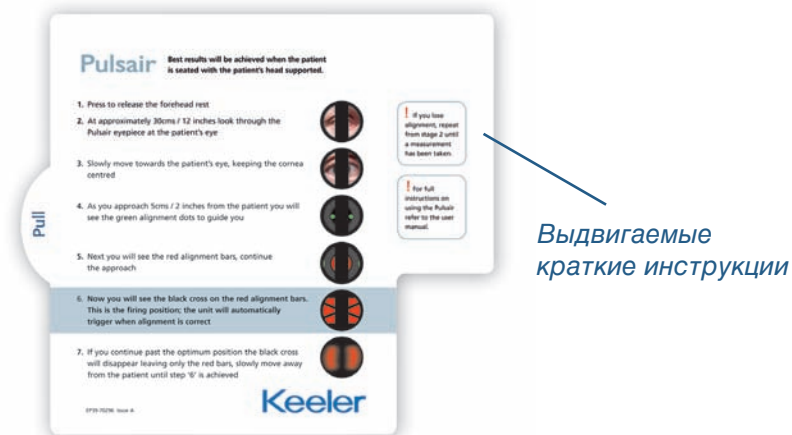 Pulsair
Best results will be achieved when the patient
is seated with the patient's head supported.
1. Press to release the forehead rest
2. At approximately 30cms / 12 inches look through the
Pulsair eyepiece at the patient's eye
3. Slowly move towards the patient's eye, keeping the cornea
centred
4. As you approach 5cms / 2 inches from the patient you will
see the green alignment dots to guide you
5. Next you will see the red alignment bars, continue
the approach
6. Now you will see the black cross on the red alignment bars.
This is the firing position; the unit will automatically
trigger when alignment is correct
7. If you continue past the optimum position the black cross
will disappear leaving only the red bars, slowly move away
from the patient until step '6' is achieved
! If you lose
alignment, repeat
from stage 2 until
a measurement
has been taken.
! For full
instructions on
using the Pulsair
refer to the user
manual.
Pull
Keeler
EP59-70296 Issue A
Выдвигаемые
краткие инструкции